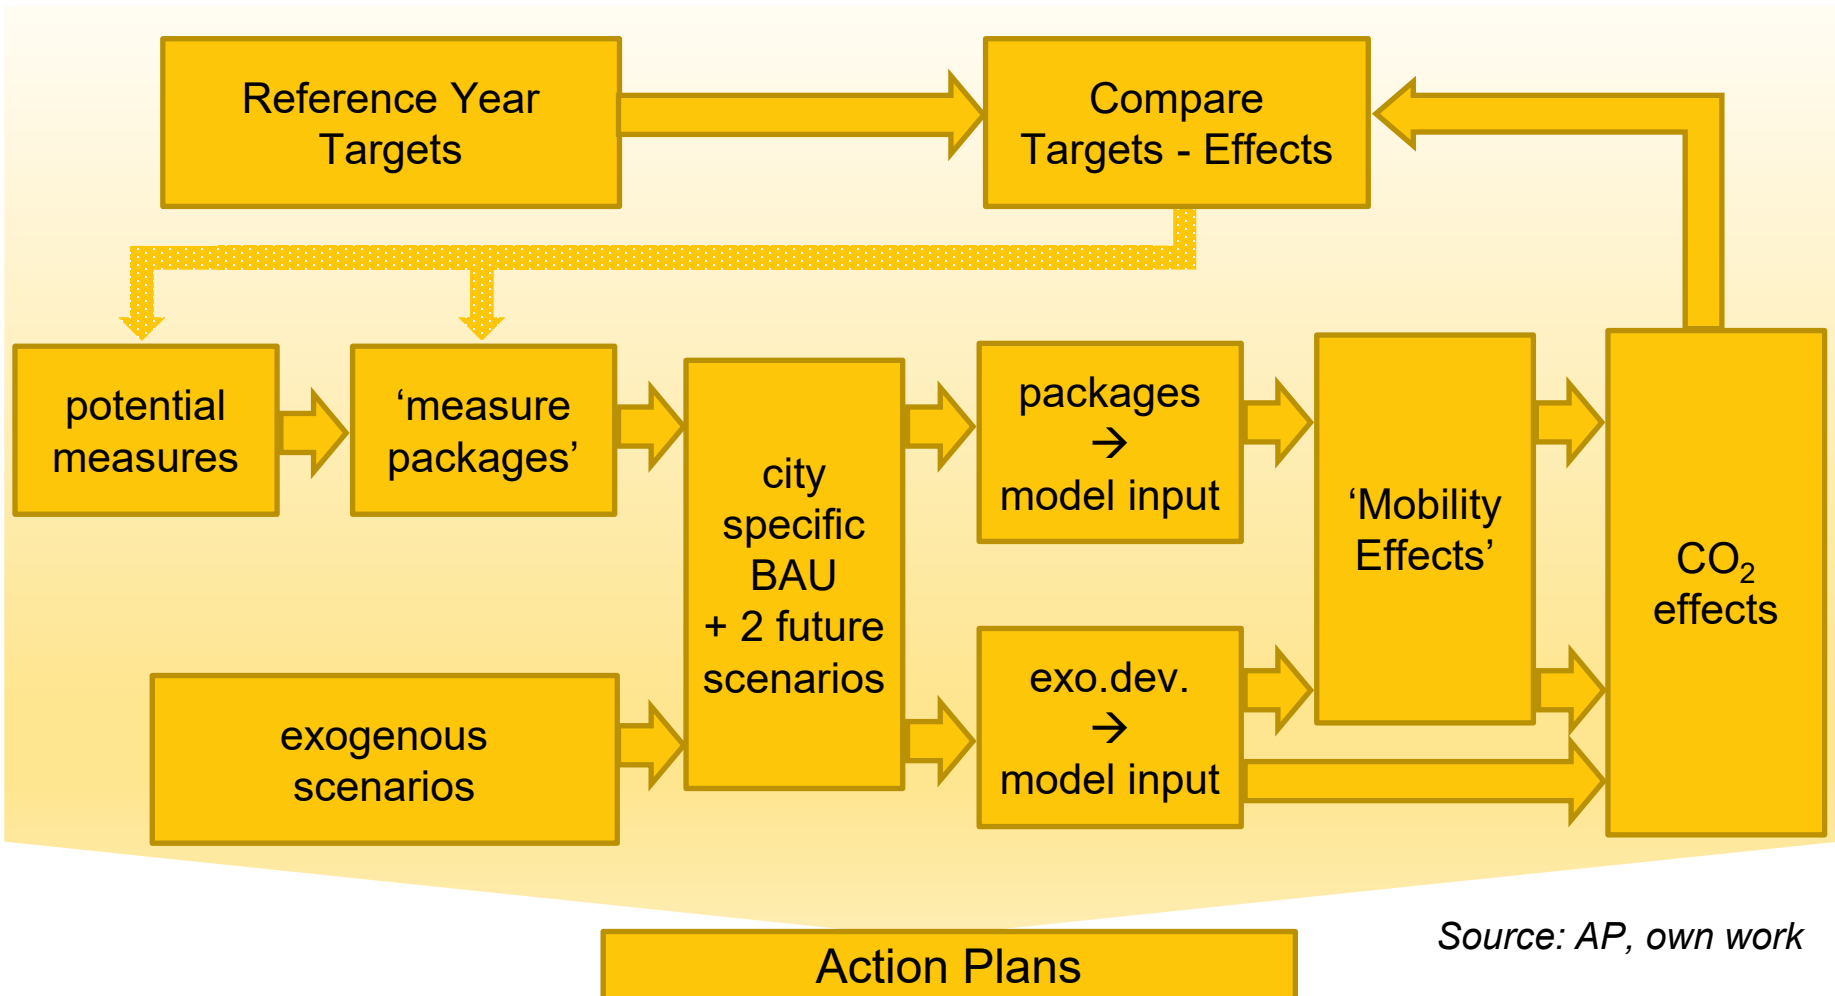 Reference Year
Targets
Compare
Targets - Effects
potential
measures
‘measure
packages’
city
specific
BAU
+ 2 future
scenarios
packages
→
model input
‘Mobility
Effects’
CO₂
effects
exogenous
scenarios
exo.dev.
→
model input
Action Plans
Source: AP, own work